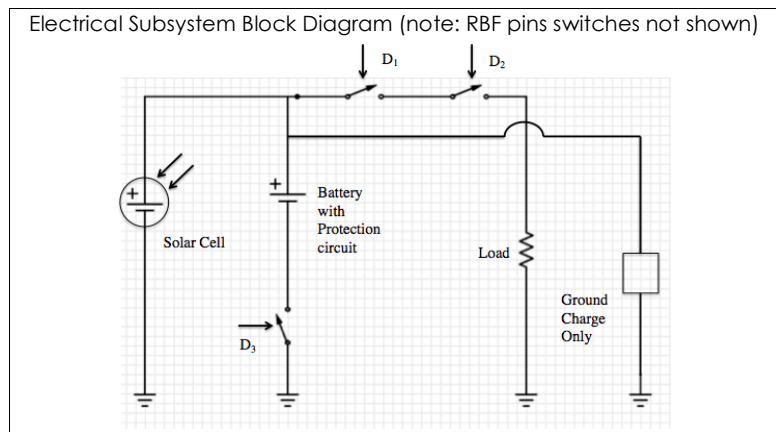 Electrical Subsystem Block Diagram (note: RBF pins switches not shown)
D₁
D₂
+
+
Battery
with
Protection
circuit
Solar Cell
Load
Ground
Charge
Only
D₃